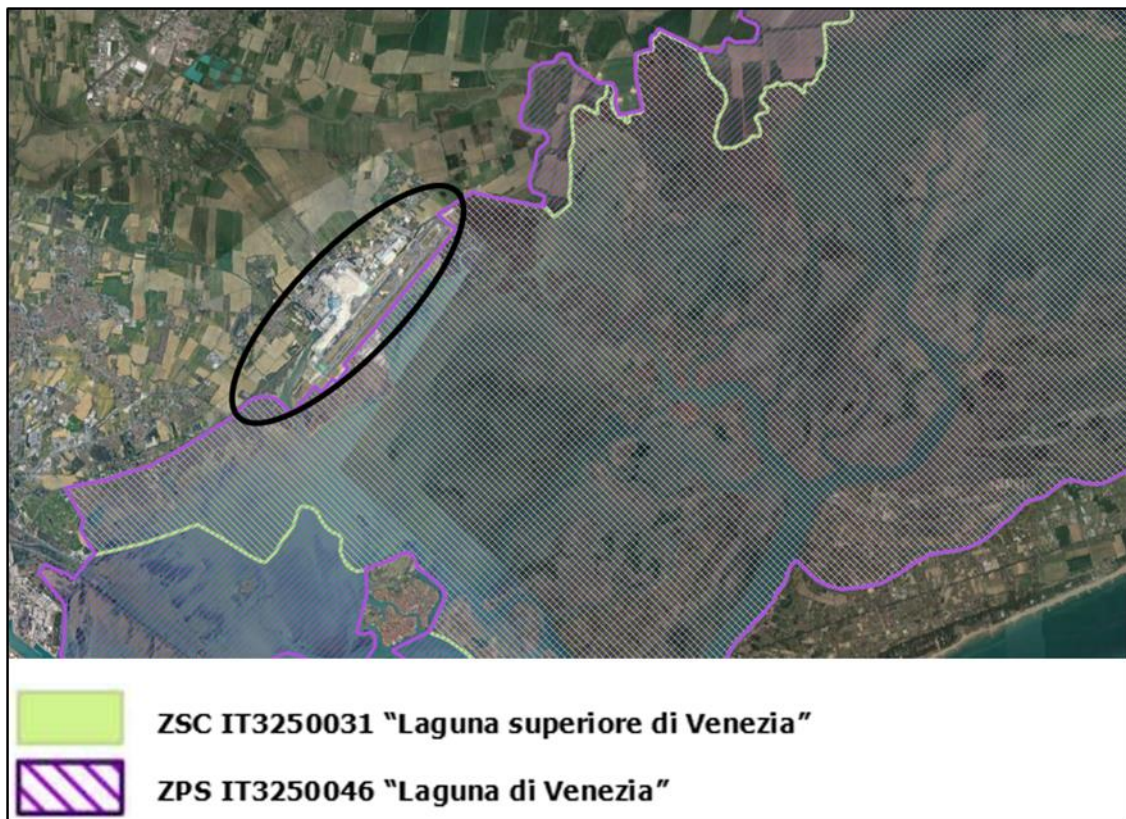 ZSC IT3250031 “Laguna superiore di Venezia”
ZPS IT3250046 “Laguna di Venezia”